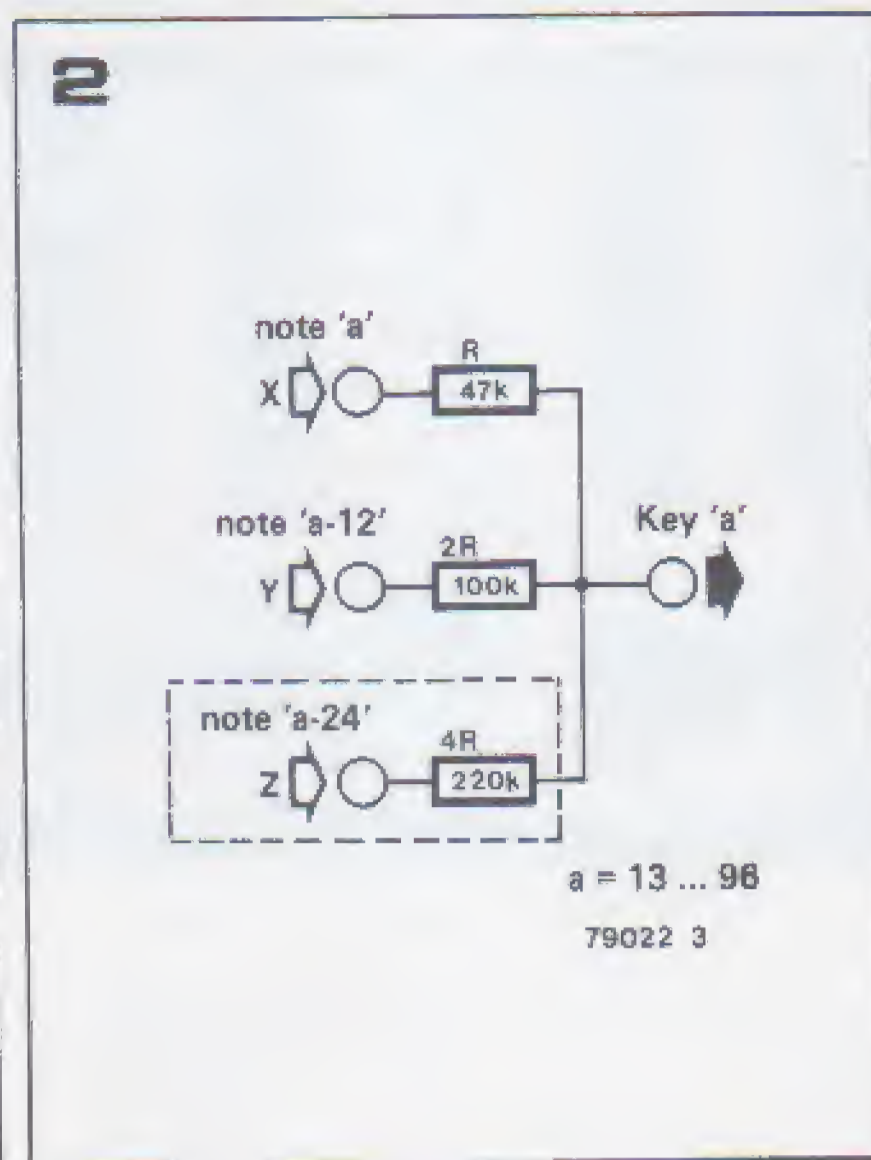 2
note 'a'
R
X
47k
note 'a-12'
2R
Key 'a'
Y
100k
note 'a-24'
4R
Z
220k
a = 13 ... 96
79022 3